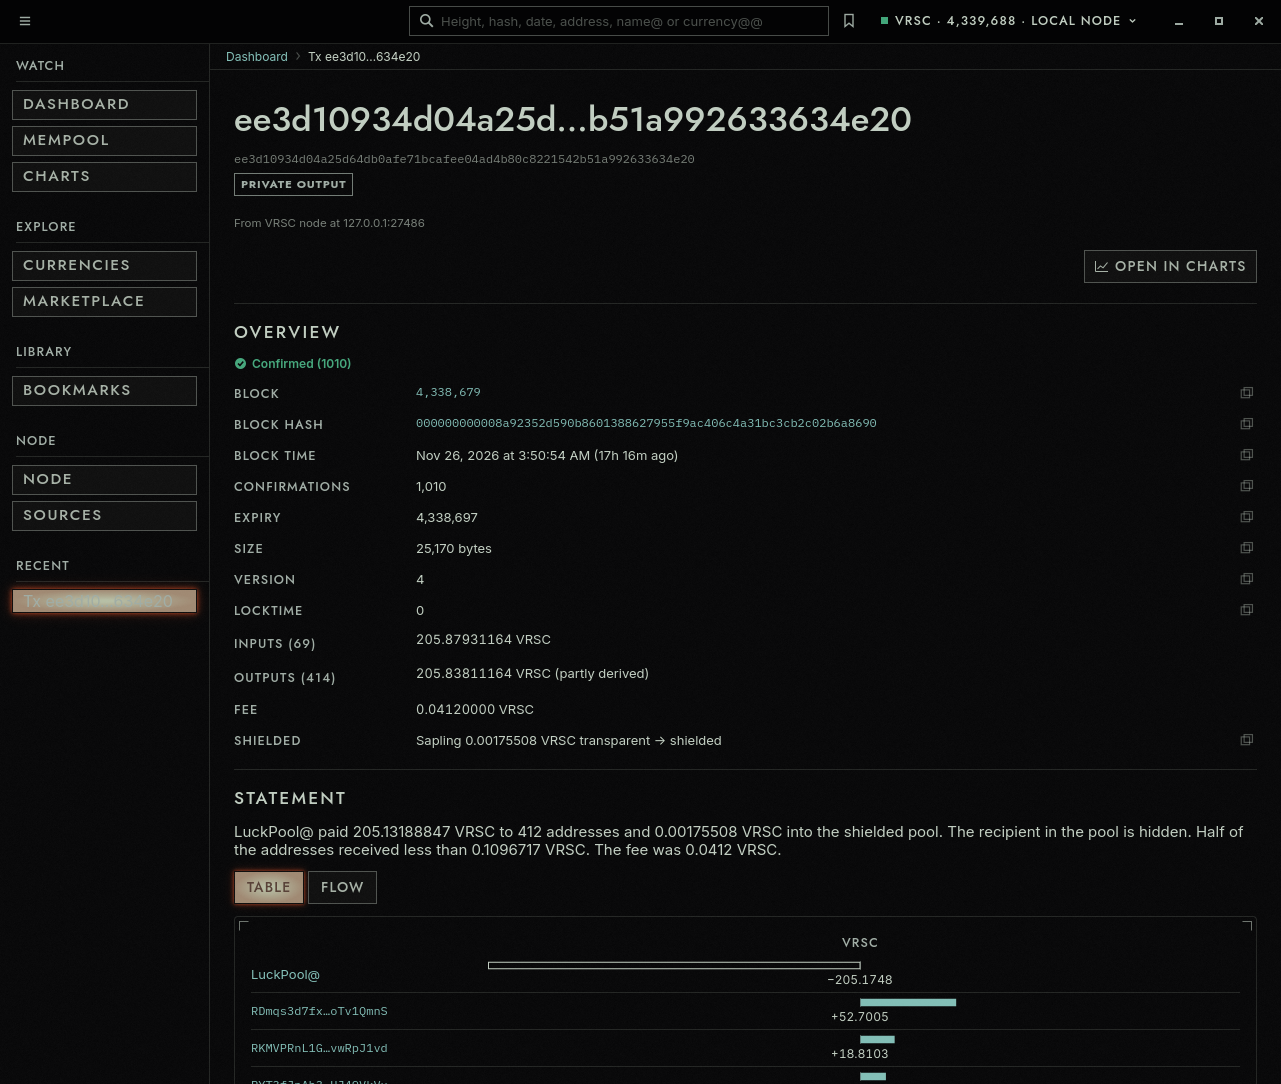 Height, hash, date, address, name@ or currency@@
VRSC · 4,339,688 · LOCAL NODE
WATCH
DASHBOARD
MEMPOOL
CHARTS
EXPLORE
CURRENCIES
MARKETPLACE
LIBRARY
BOOKMARKS
NODE
NODE
SOURCES
RECENT
Dashboard > Tx ee3d10…634e20
ee3d10934d04a25d…b51a992633634e20
ee3d10934d04a25d64db0afe71bcafee04ad4b80c8221542b51a992633634e20
PRIVATE OUTPUT
From VRSC node at 127.0.0.1:27486
OPEN IN CHARTS
OVERVIEW
Confirmed (1010)
BLOCK 4,338,679
BLOCK HASH 000000000008a92352d590b8601388627955f9ac406c4a31bc3cb2c02b6a8690
BLOCK TIME Nov 26, 2026 at 3:50:54 AM (17h 16m ago)
CONFIRMATIONS 1,010
EXPIRY 4,338,697
SIZE 25,170 bytes
VERSION 4
LOCKTIME 0
INPUTS (69) 205.87931164 VRSC
OUTPUTS (414) 205.83811164 VRSC (partly derived)
FEE 0.04120000 VRSC
SHIELDED Sapling 0.00175508 VRSC transparent → shielded
STATEMENT
LuckPool@ paid 205.13188847 VRSC to 412 addresses and 0.00175508 VRSC into the shielded pool. The recipient in the pool is hidden. Half of
the addresses received less than 0.1096717 VRSC. The fee was 0.0412 VRSC.
TABLE
FLOW
VRSC
LuckPool@ −205.1748
RDmqs3d7fx…oTv1QmnS +52.7005
RKMVPRnL1G…vwRpJ1vd +18.8103